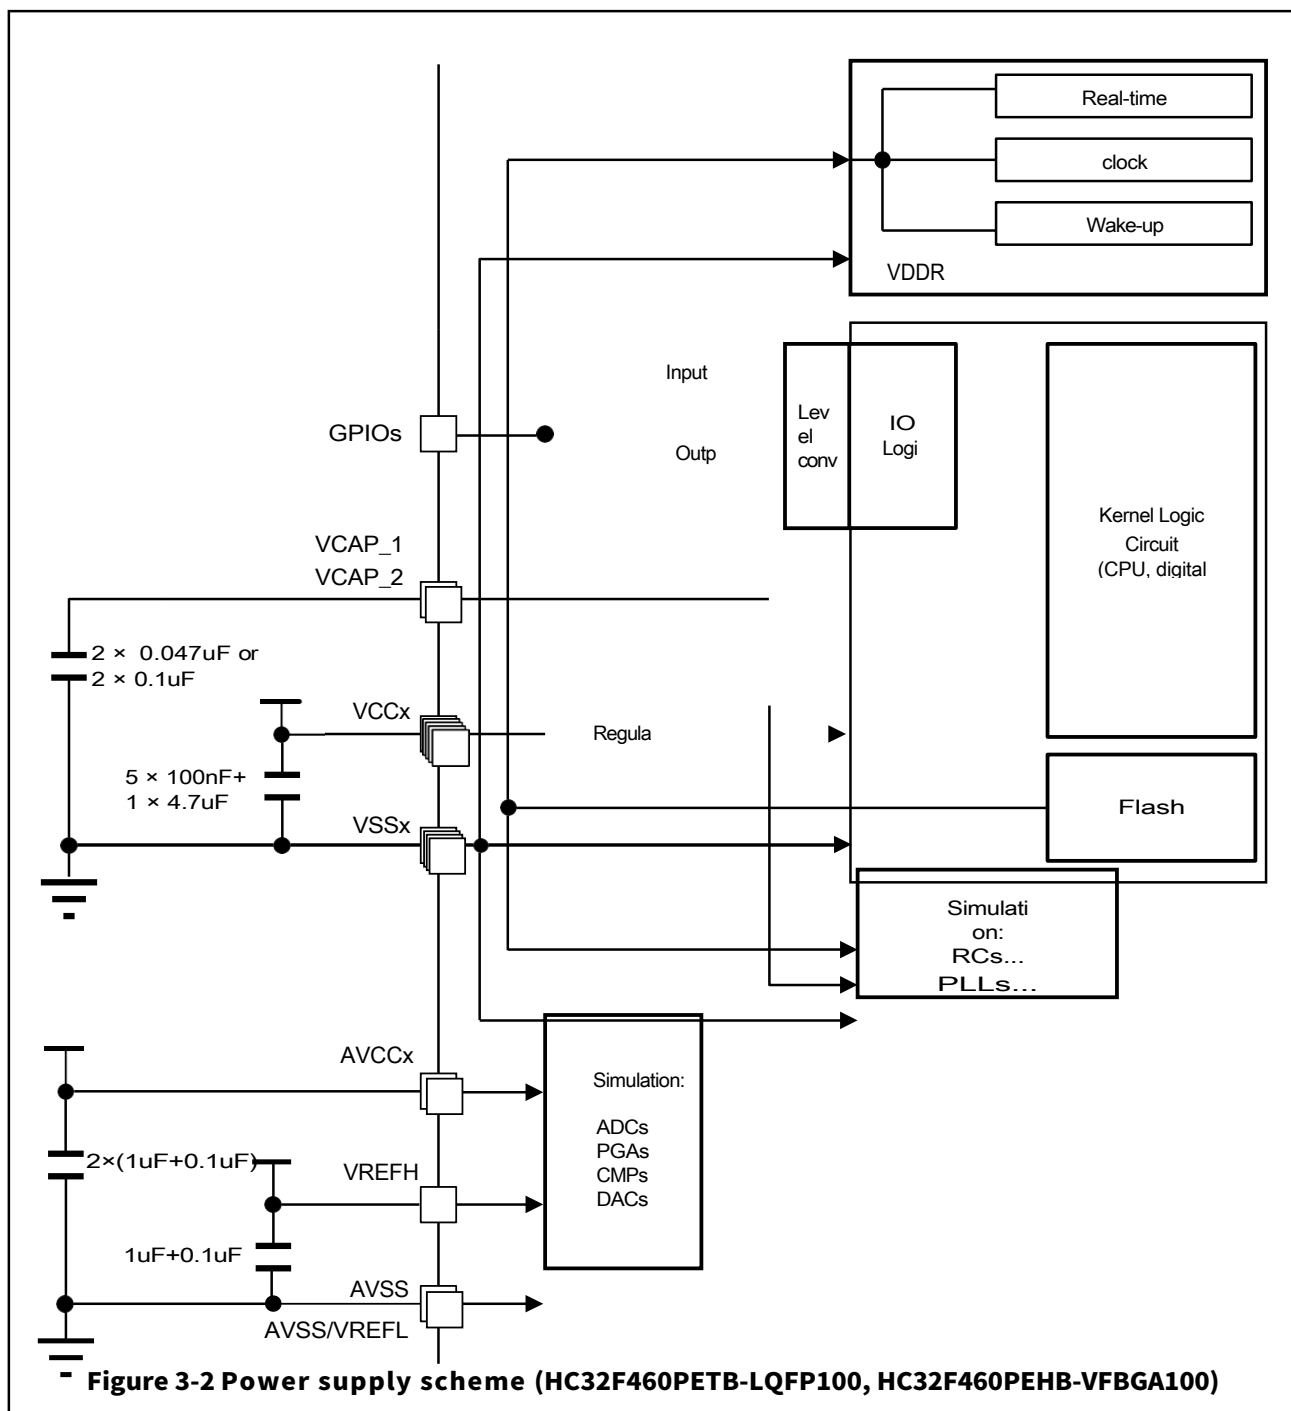 Real-time
clock
Wake-up
VDDR
Input
Lev
el
conv
IO
Logi
GPIOs
Outp
Kernel Logic
Circuit
(CPU, digital
VCAP_1
VCAP_2
2 × 0.047uF or
2 × 0.1uF
VCCx
Regula
5 × 100nF+
1 × 4.7uF
VSSx
Flash
Simulati
on:
RCs...
PLLs...
AVCCx
Simulation:
ADCs
PGAs
CMPs
DACs
2×(1uF+0.1uF)
VREFH
1uF+0.1uF
AVSS
AVSS/VREFL
Figure 3-2 Power supply scheme (HC32F460PETB-LQFP100, HC32F460PEHB-VFBGA100)